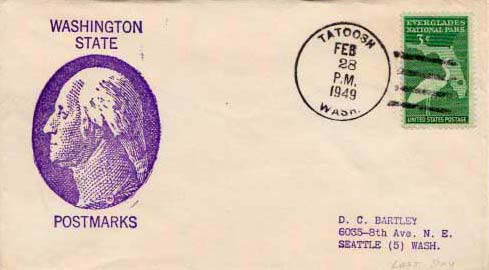 WASHINGTON
STATE
POSTMARKS
TATOOSH
FEB
28
P.M.
1949
WASH.
EVERGLADES
NATIONAL PARK
3¢
UNITED STATES POSTAGE
D. C. BARTLEY
6035-8th Ave. N. E.
SEATTLE (5) WASH.
Last Day